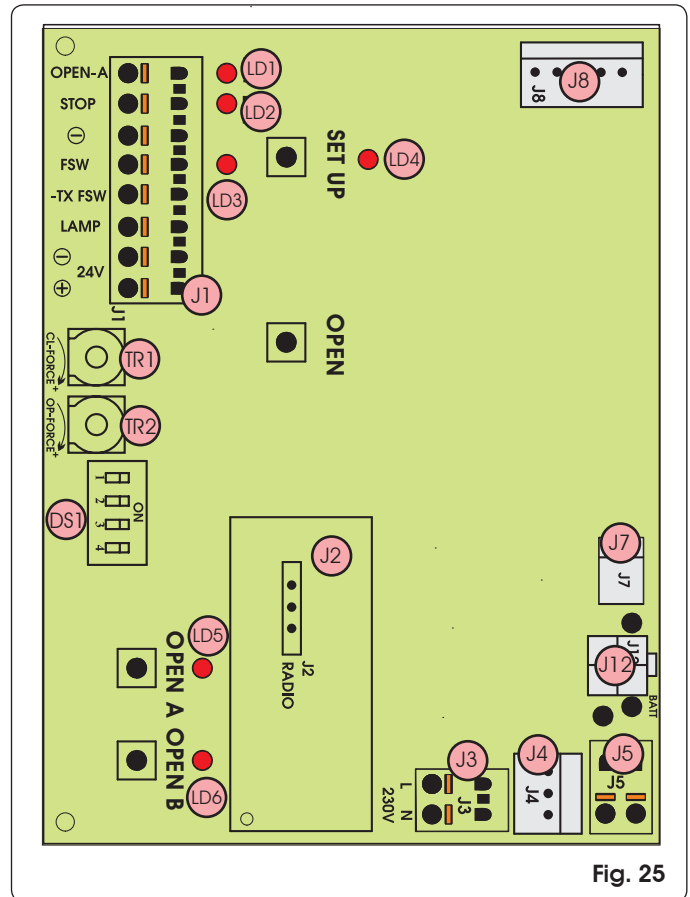 OPEN-A
LD1
STOP
LD2
⊖
FSW
LD3
-TX FSW
LAMP
⊖
24V
⊕
J1
J1
SET UP
LD4
J8
J8
OPEN
CL-FORCE +
TR1
OP-FORCE +
TR2
DS1
1
2
3
4
ON
J2
J2
RADIO
J7
J7
J12
BATT
LD5
OPEN A
OPEN B
LD6
J3
J3
L
N
230V
J4
J4
J5
J5
Fig. 25